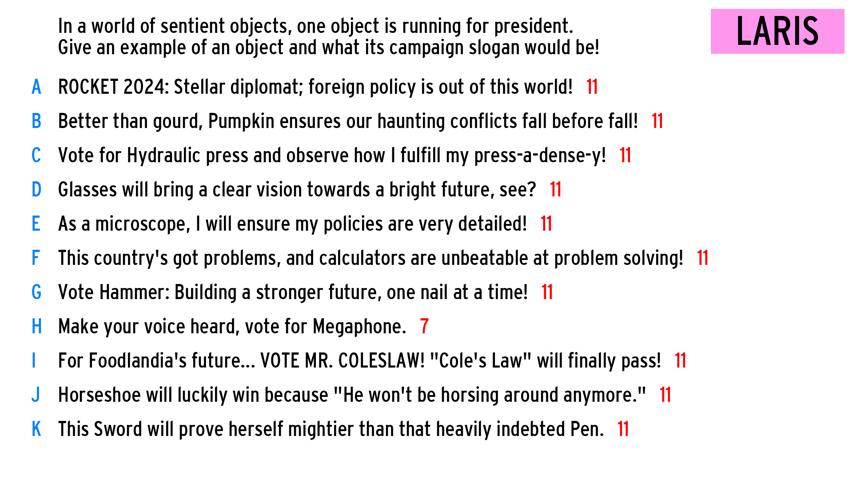 In a world of sentient objects, one object is running for president.
Give an example of an object and what its campaign slogan would be!
LARIS
A ROCKET 2024: Stellar diplomat; foreign policy is out of this world! 11
B Better than gourd, Pumpkin ensures our haunting conflicts fall before fall! 11
C Vote for Hydraulic press and observe how I fulfill my press-a-dense-y! 11
D Glasses will bring a clear vision towards a bright future, see? 11
E As a microscope, I will ensure my policies are very detailed! 11
F This country's got problems, and calculators are unbeatable at problem solving! 11
G Vote Hammer: Building a stronger future, one nail at a time! 11
H Make your voice heard, vote for Megaphone. 7
I For Foodlandia's future... VOTE MR. COLESLAW! "Cole's Law" will finally pass! 11
J Horseshoe will luckily win because "He won't be horsing around anymore." 11
K This Sword will prove herself mightier than that heavily indebted Pen. 11